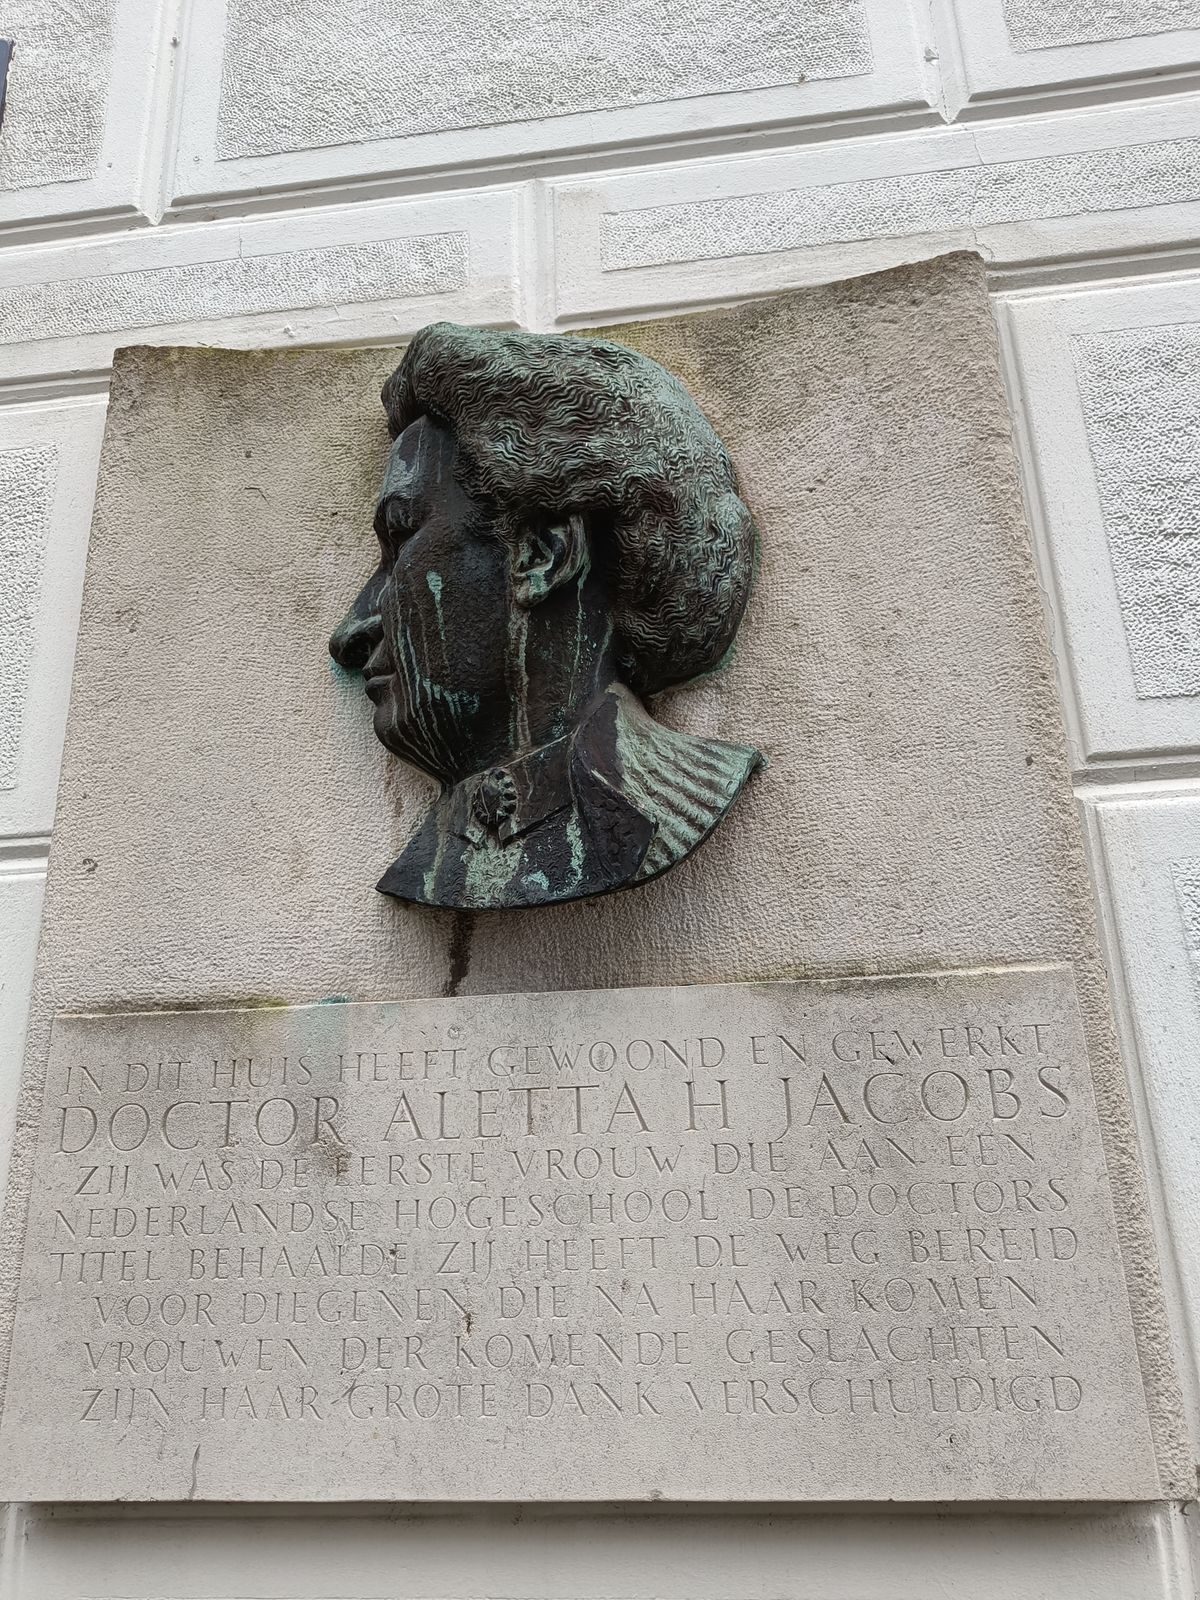 IN DIT HUIS HEEFT GEWOOND EN GEWERKT
DOCTOR ALETTA H JACOBS
ZIJ WAS DE EERSTE VROUW DIE AAN EEN
NEDERLANDSE HOGESCHOOL DE DOCTORS
TITEL BEHAALDE ZIJ HEEFT DE WEG BEREID
VOOR DIEGENEN DIE NA HAAR KOMEN
VROUWEN DER KOMENDE GESLACHTEN
ZIJN HAAR GROTE DANK VERSCHULDIGD